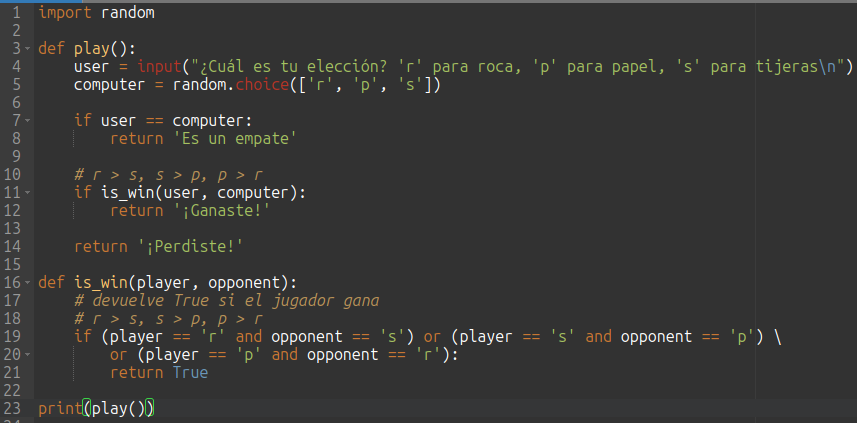 1 import random
2
3 def play():
4     user = input("¿Cuál es tu elección? 'r' para roca, 'p' para papel, 's' para tijeras\n")
5     computer = random.choice(['r', 'p', 's'])
6
7     if user == computer:
8         return 'Es un empate'
9
10     # r > s, s > p, p > r
11     if is_win(user, computer):
12         return '¡Ganaste!'
13
14     return '¡Perdiste!'
15
16 def is_win(player, opponent):
17     # devuelve True si el jugador gana
18     # r > s, s > p, p > r
19     if (player == 'r' and opponent == 's') or (player == 's' and opponent == 'p') \
20         or (player == 'p' and opponent == 'r'):
21         return True
22
23 print(play())